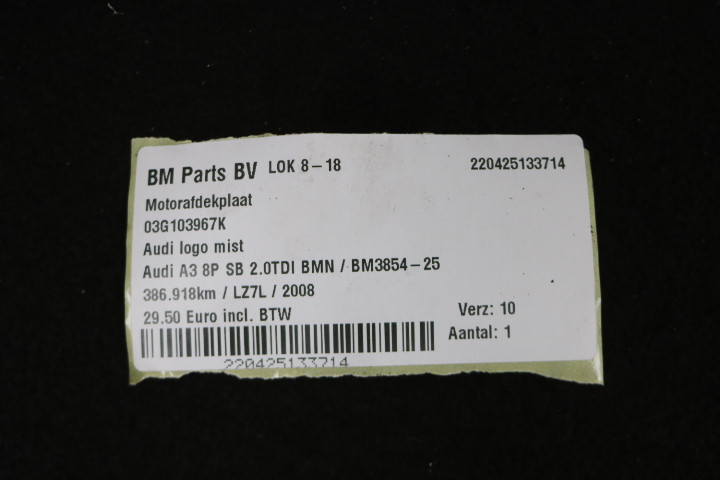 BM Parts BV LOK 8-18 220425133714
Motorafdekplaat
03G103967K
Audi logo mist
Audi A3 8P SB 2.0TDI BMN / BM3854-25
386.918km / LZ7L / 2008
29.50 Euro incl. BTW Verz: 10
Aantal: 1
220425133714